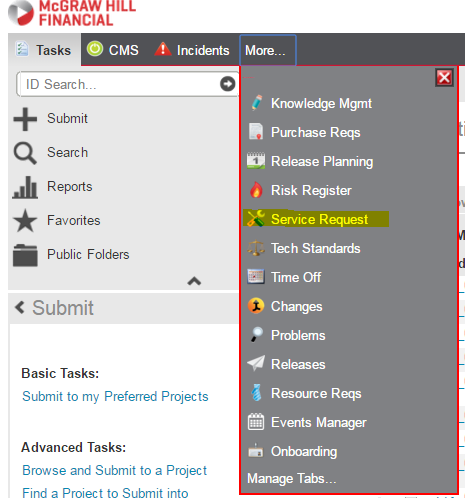 McGRAW HILL
FINANCIAL
Tasks CMS Incidents More...
ID Search...
Submit
Search
Reports
Favorites
Public Folders
Submit
Basic Tasks:
Submit to my Preferred Projects
Advanced Tasks:
Browse and Submit to a Project
Find a Project to Submit into
Knowledge Mgmt
Purchase Reqs
Release Planning
Risk Register
Service Request
Tech Standards
Time Off
Changes
Problems
Releases
Resource Reqs
Events Manager
Onboarding
Manage Tabs...